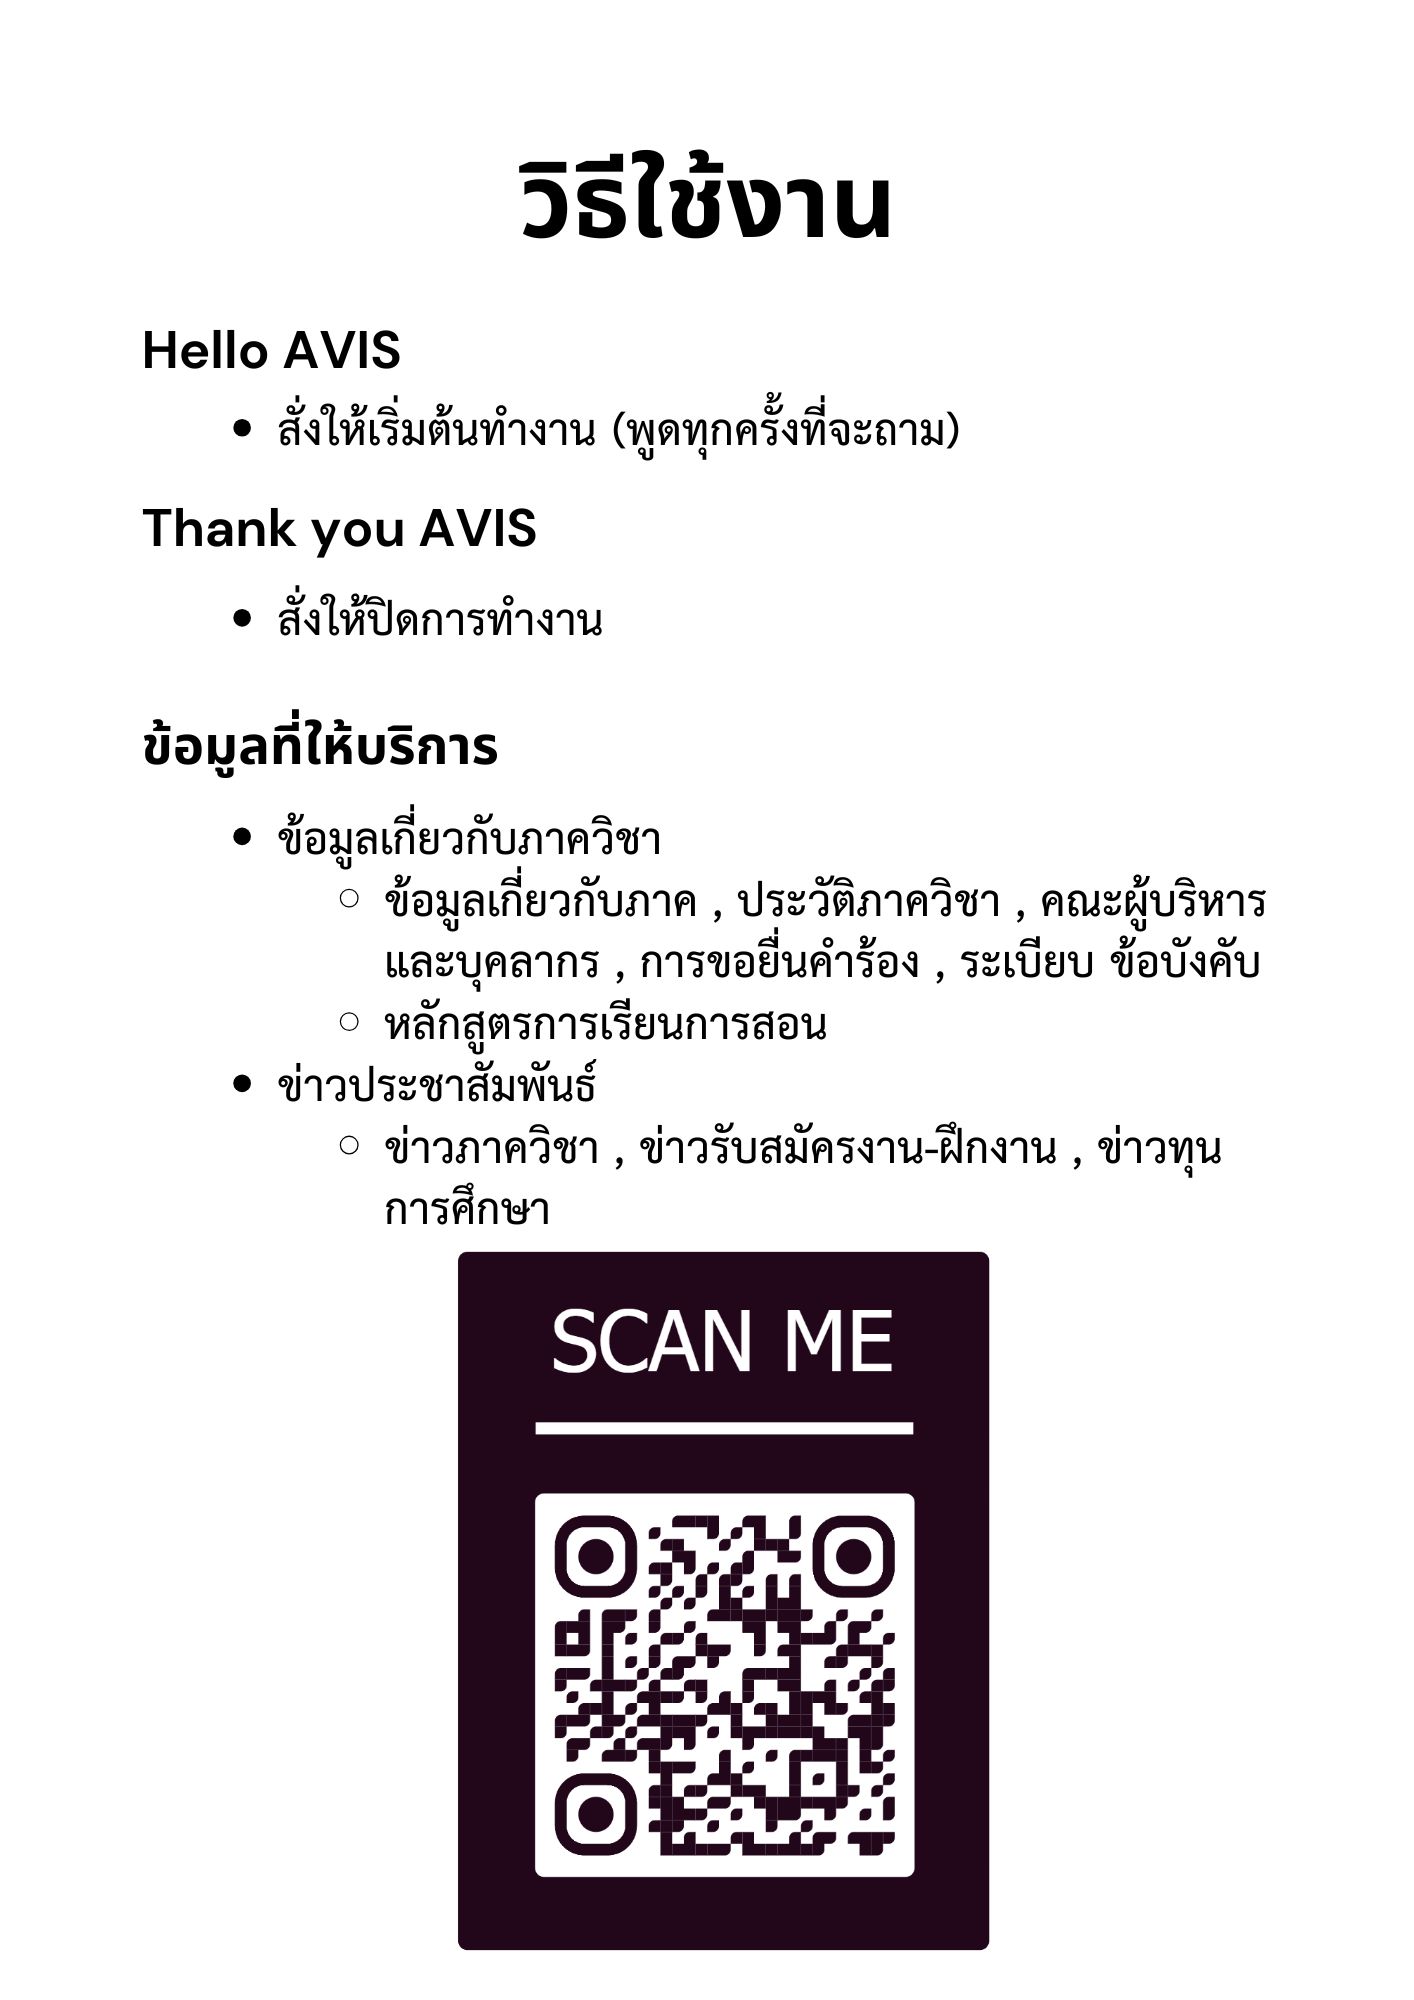 วิธีใช้งาน
Hello AVIS
• สั่งให้เริ่มต้นทำงาน (พูดทุกครั้งที่จะถาม)
Thank you AVIS
• สั่งให้ปิดการทำงาน
ข้อมูลที่ให้บริการ
• ข้อมูลเกี่ยวกับภาควิชา
○ ข้อมูลเกี่ยวกับภาค , ประวัติภาควิชา , คณะผู้บริหาร
และบุคลากร , การขอยื่นคำร้อง , ระเบียบ ข้อบังคับ
○ หลักสูตรการเรียนการสอน
• ข่าวประชาสัมพันธ์
○ ข่าวภาควิชา , ข่าวรับสมัครงาน-ฝึกงาน , ข่าวทุน
การศึกษา
SCAN ME